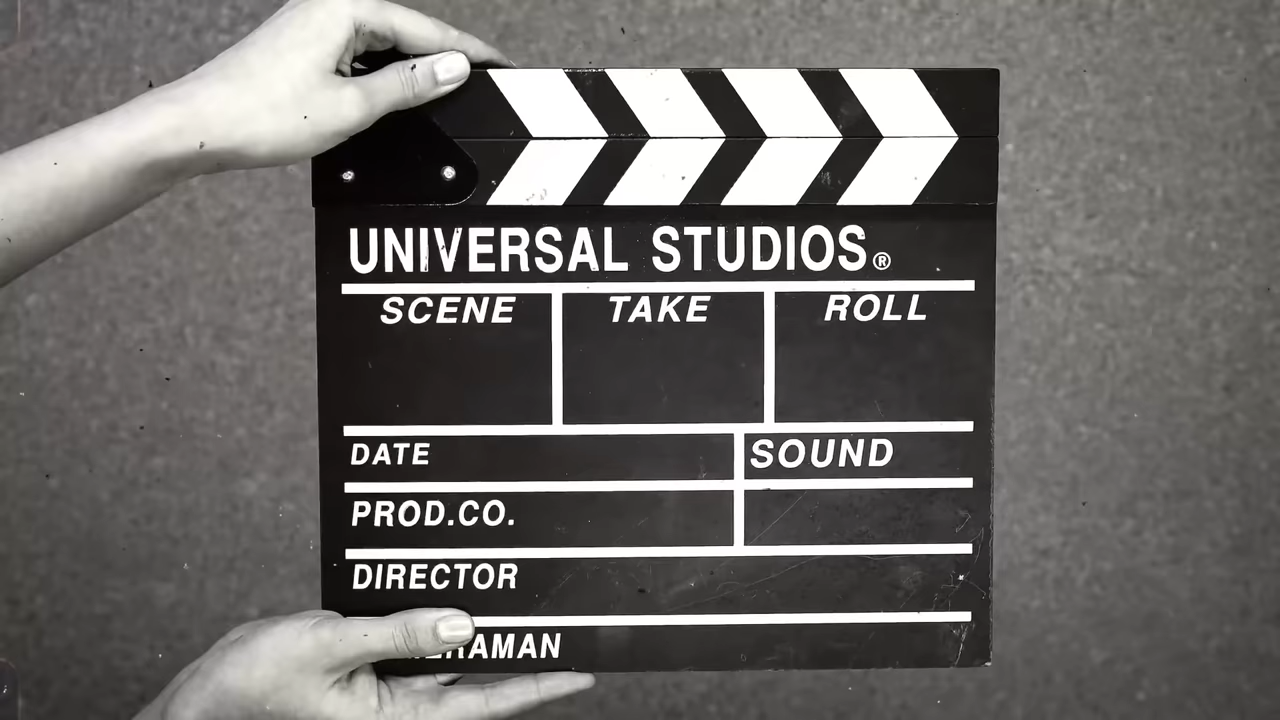 UNIVERSAL STUDIOS®
SCENE TAKE ROLL
DATE SOUND
PROD.CO.
DIRECTOR